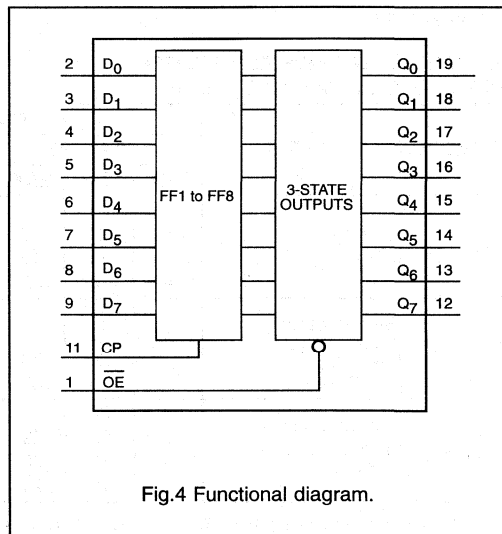 2 D0 Q0 19
3 D1 Q1 18
4 D2 Q2 17
5 D3 Q3 16
6 D4 FF1 to FF8 3-STATE OUTPUTS Q4 15
7 D5 Q5 14
8 D6 Q6 13
9 D7 Q7 12
11 CP
1 O̅E̅
Fig.4 Functional diagram.